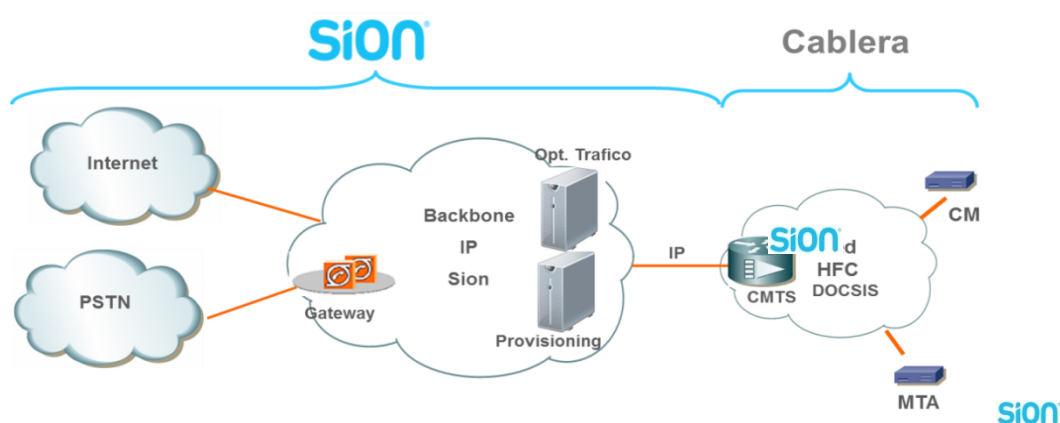 SiON
Cablera
Internet
Opt. Trafico
Backbone
IP
Sion
IP
CM
SiON
d
HFC
DOCSIS
CMTS
PSTN
Gateway
Provisioning
MTA
SiON